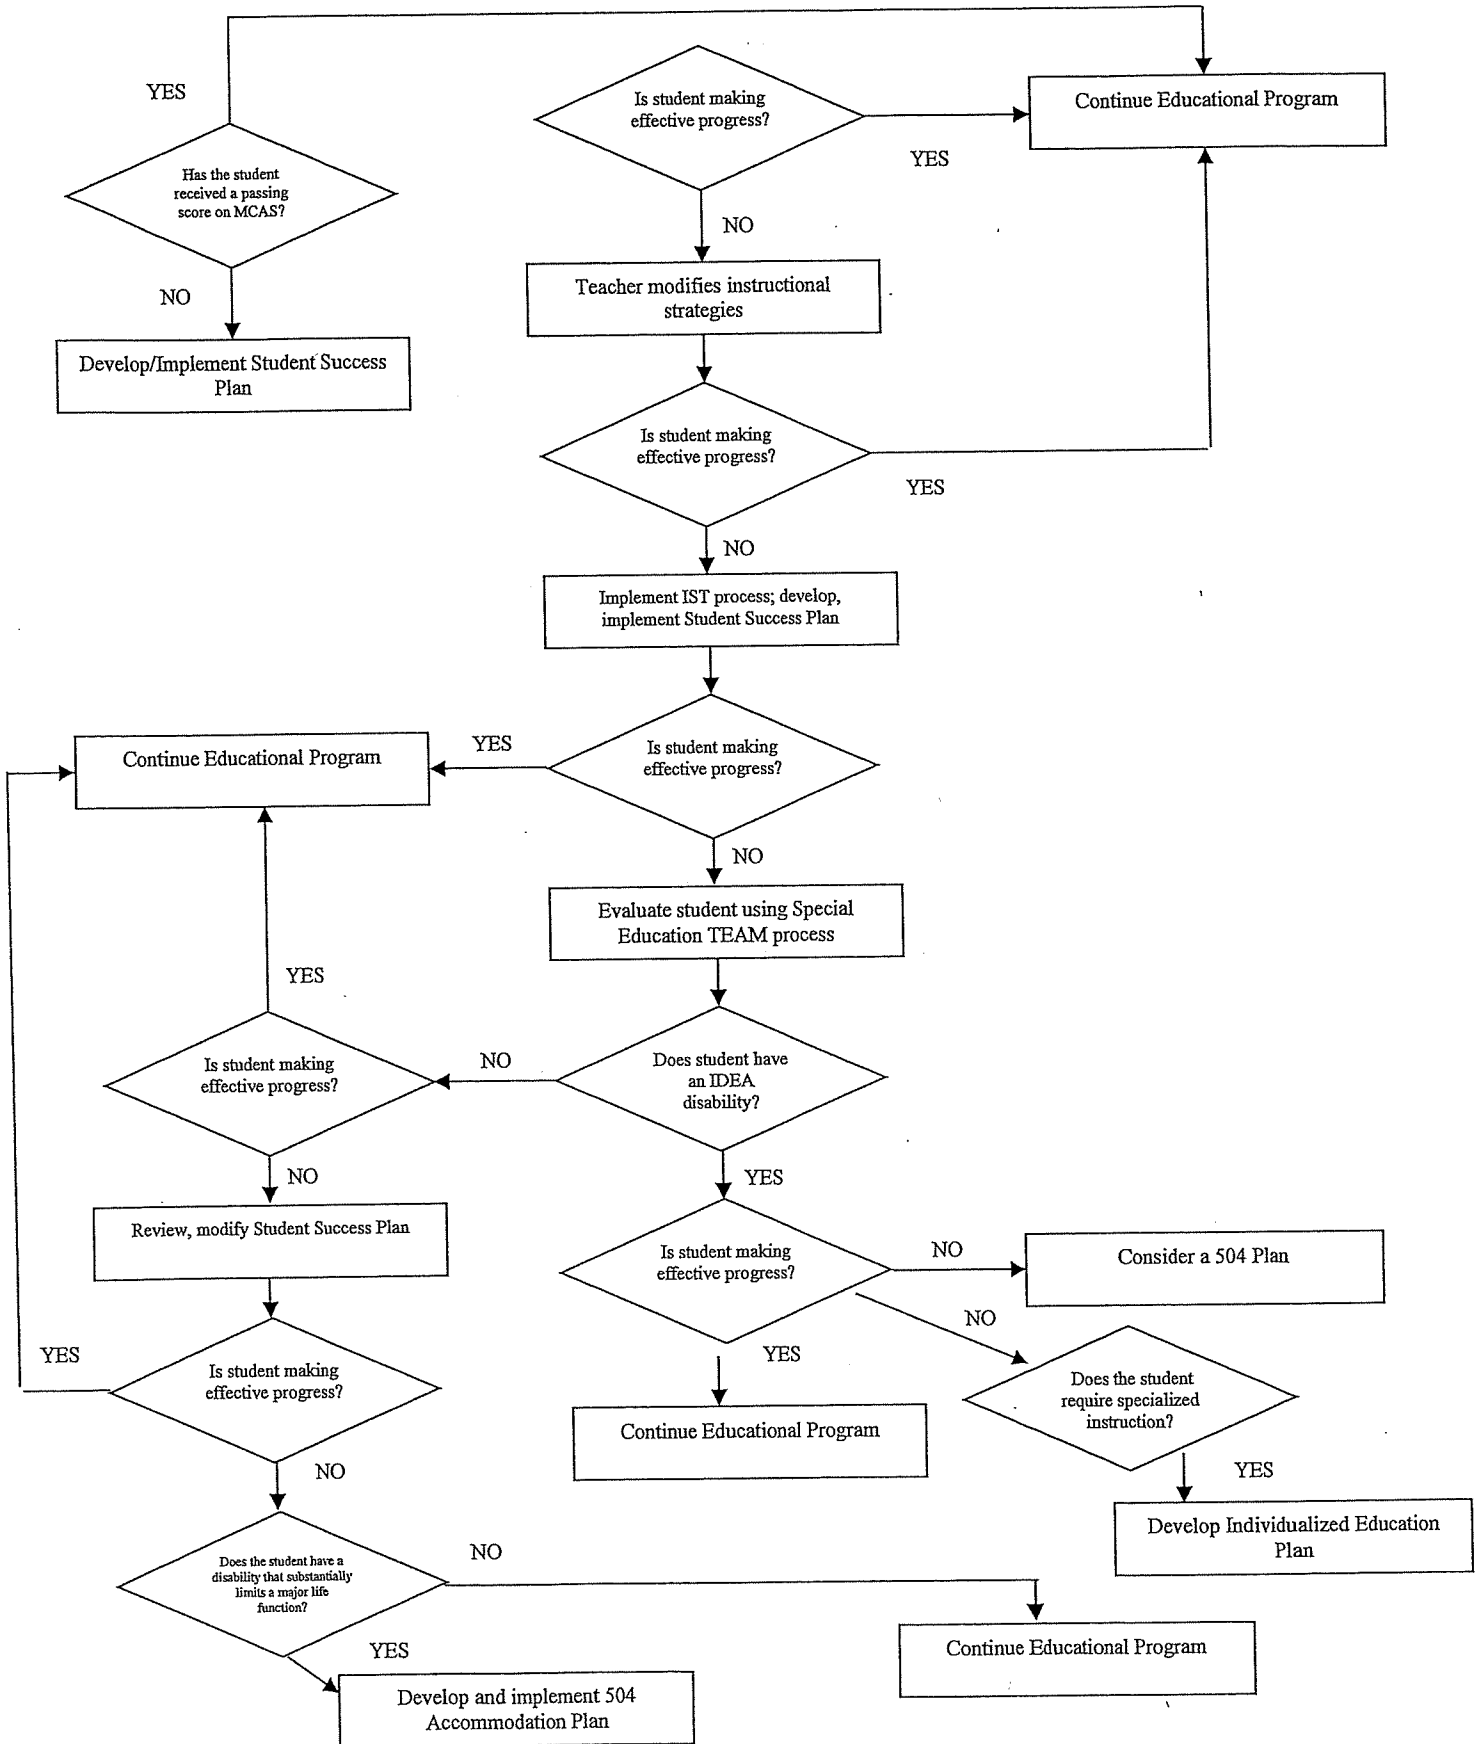 YES
Is student making
effective progress?
Continue Educational Program
YES
Has the student
received a passing
score on MCAS?
NO
NO
Teacher modifies instructional
strategies
Develop/Implement Student Success
Plan
Is student making
effective progress?
YES
NO
Implement IST process; develop,
implement Student Success Plan
Continue Educational Program
YES
Is student making
effective progress?
NO
Evaluate student using Special
Education TEAM process
YES
Is student making
effective progress?
NO
Does student have
an IDEA
disability?
NO
YES
Review, modify Student Success Plan
Is student making
effective progress?
NO
Consider a 504 Plan
NO
YES
YES
Is student making
effective progress?
Does the student
require specialized
instruction?
Continue Educational Program
NO
YES
Develop Individualized Education
Plan
Does the student have a
disability that substantially
limits a major life
function?
NO
Continue Educational Program
YES
Develop and implement 504
Accommodation Plan